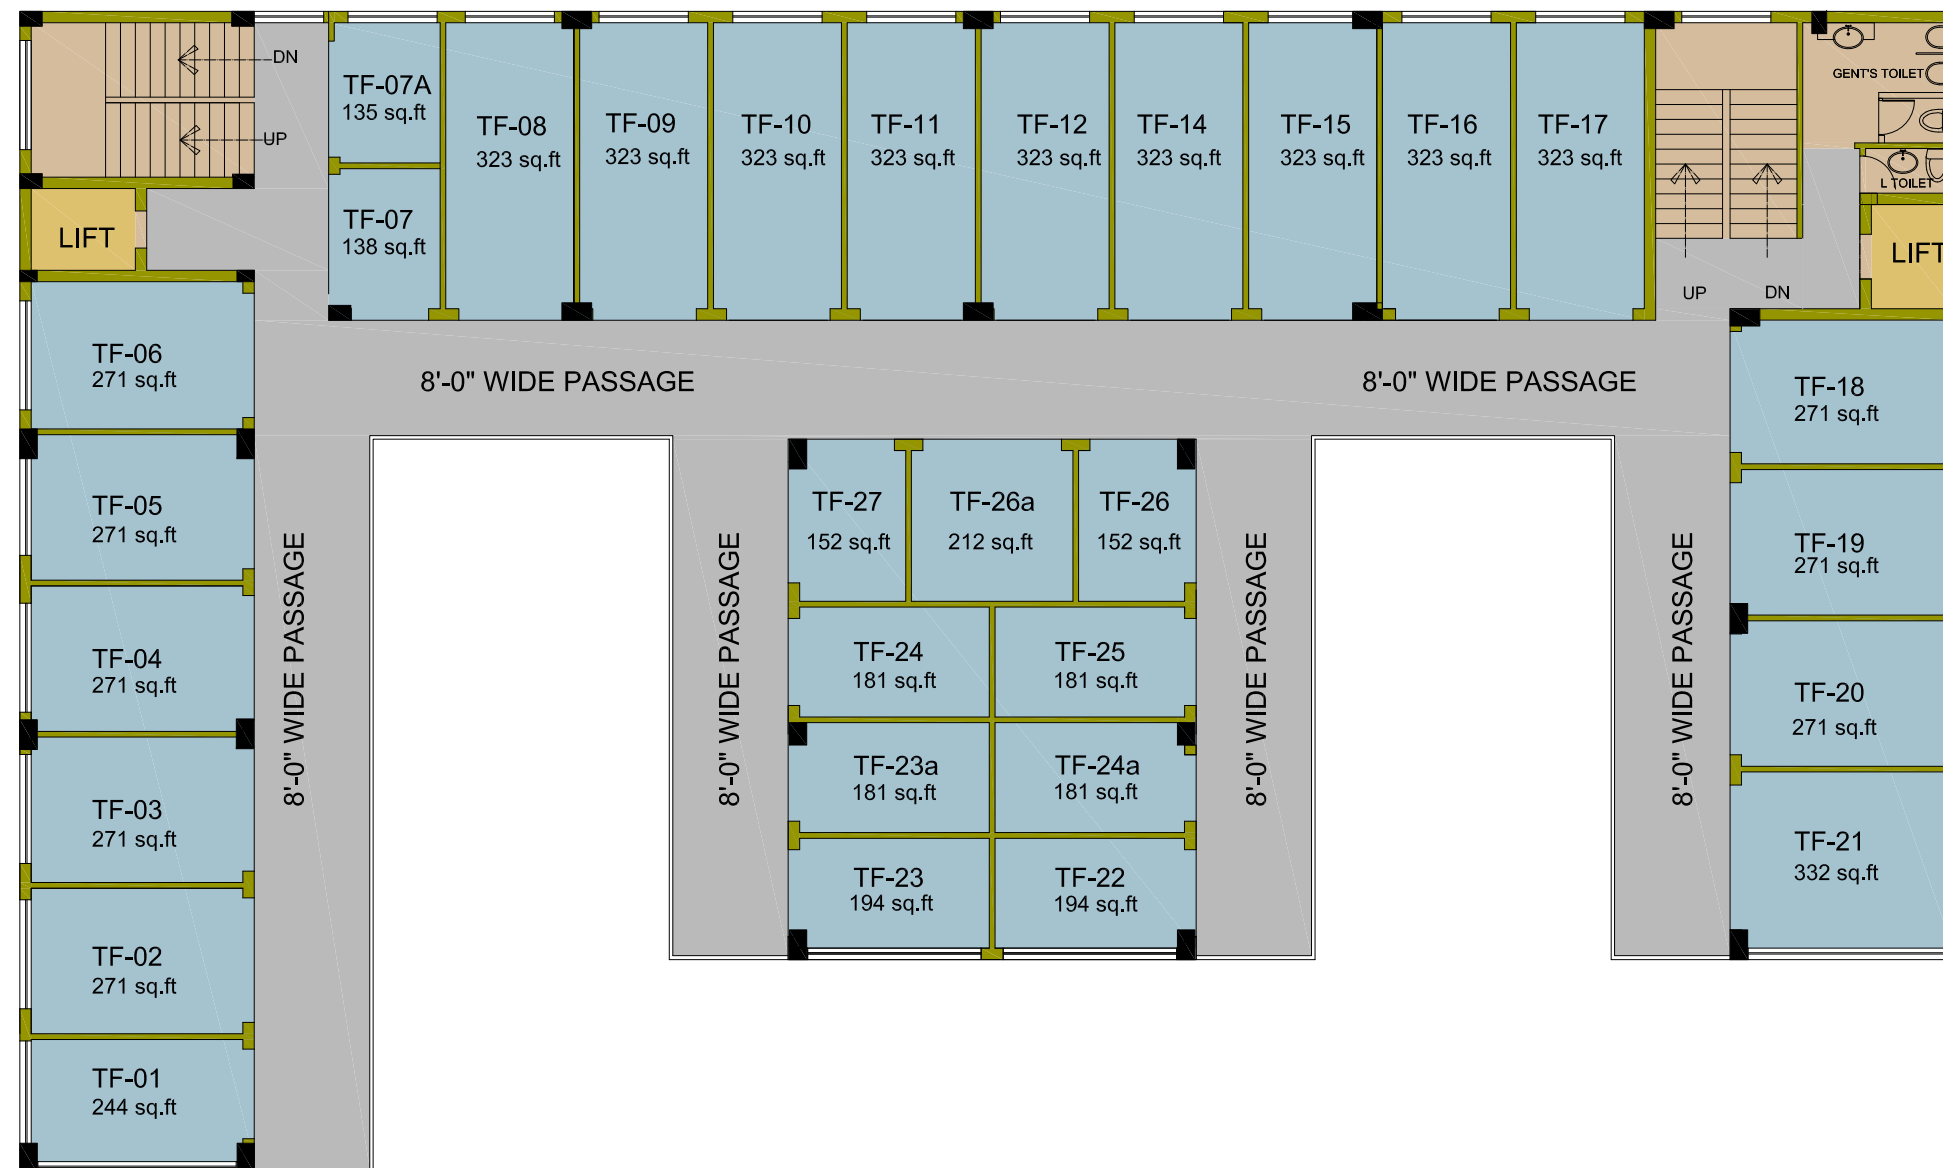 DN
UP
LIFT
TF-07A
135 sq.ft
TF-07
138 sq.ft
TF-08
323 sq.ft
TF-09
323 sq.ft
TF-10
323 sq.ft
TF-11
323 sq.ft
TF-12
323 sq.ft
TF-14
323 sq.ft
TF-15
323 sq.ft
TF-16
323 sq.ft
TF-17
323 sq.ft
GENT'S TOILET
L TOILET
LIFT
UP
DN
8'-0" WIDE PASSAGE
8'-0" WIDE PASSAGE
TF-06
271 sq.ft
TF-05
271 sq.ft
TF-04
271 sq.ft
TF-03
271 sq.ft
TF-02
271 sq.ft
TF-01
244 sq.ft
8'-0" WIDE PASSAGE
8'-0" WIDE PASSAGE
TF-27
152 sq.ft
TF-26a
212 sq.ft
TF-26
152 sq.ft
TF-24
181 sq.ft
TF-25
181 sq.ft
TF-23a
181 sq.ft
TF-24a
181 sq.ft
TF-23
194 sq.ft
TF-22
194 sq.ft
8'-0" WIDE PASSAGE
8'-0" WIDE PASSAGE
TF-18
271 sq.ft
TF-19
271 sq.ft
TF-20
271 sq.ft
TF-21
332 sq.ft